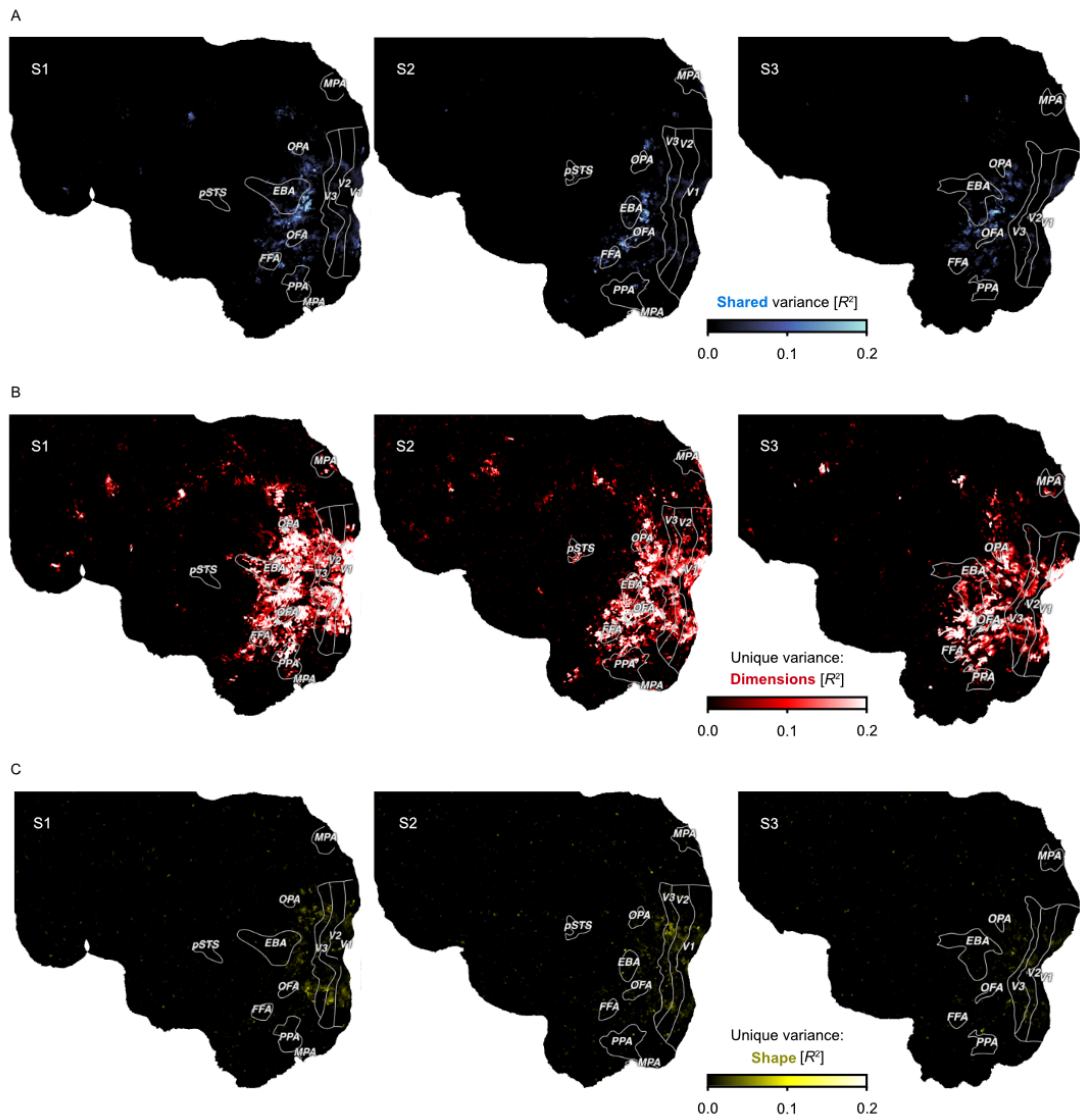 A
S1
MPA
OPA
pSTS
EBA
V3
V2
V1
OFA
FFA
PPA
MPA
S2
MPA
V3
V2
OPA
pSTS
V1
EBA
OFA
FFA
PPA
MPA
S3
MPA
OPA
EBA
V2
V1
V3
OFA
FFA
PPA
Shared variance [R²]
0.0 0.1 0.2
B
S1
MPA
OPA
pSTS
EBA
V3
V2
V1
OFA
FFA
PPA
MPA
S2
MPA
V3
V2
OPA
pSTS
V1
EBA
OFA
FFA
PPA
MPA
S3
MPA
OPA
EBA
V2
V1
V3
OFA
FFA
PPA
Unique variance:
Dimensions [R²]
0.0 0.1 0.2
C
S1
MPA
OPA
pSTS
EBA
V3
V2
V1
OFA
FFA
PPA
MPA
S2
MPA
V3
V2
OPA
pSTS
V1
EBA
OFA
FFA
PPA
MPA
S3
MPA
OPA
EBA
V2
V1
V3
OFA
FFA
PPA
Unique variance:
Shape [R²]
0.0 0.1 0.2